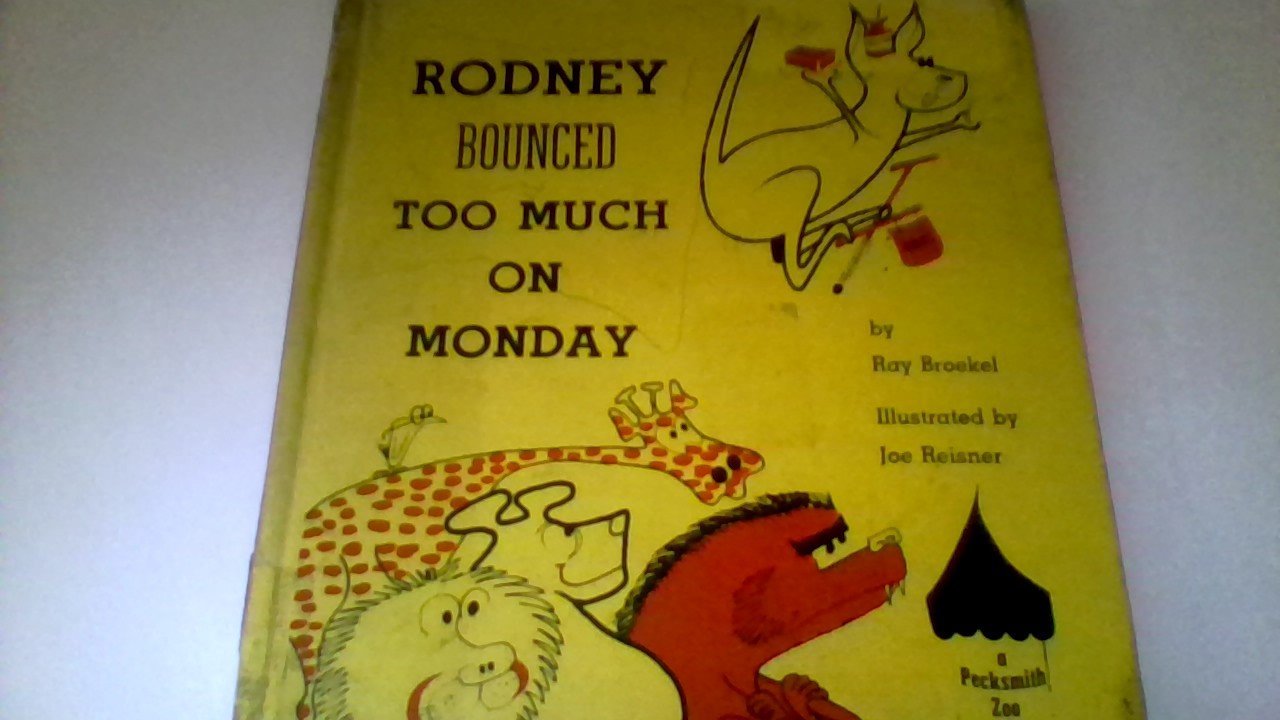 RODNEY
BOUNCED
TOO MUCH
ON
MONDAY
by
Ray Broekel
Illustrated by
Joe Reisner
a
Pecksmith
Zoo